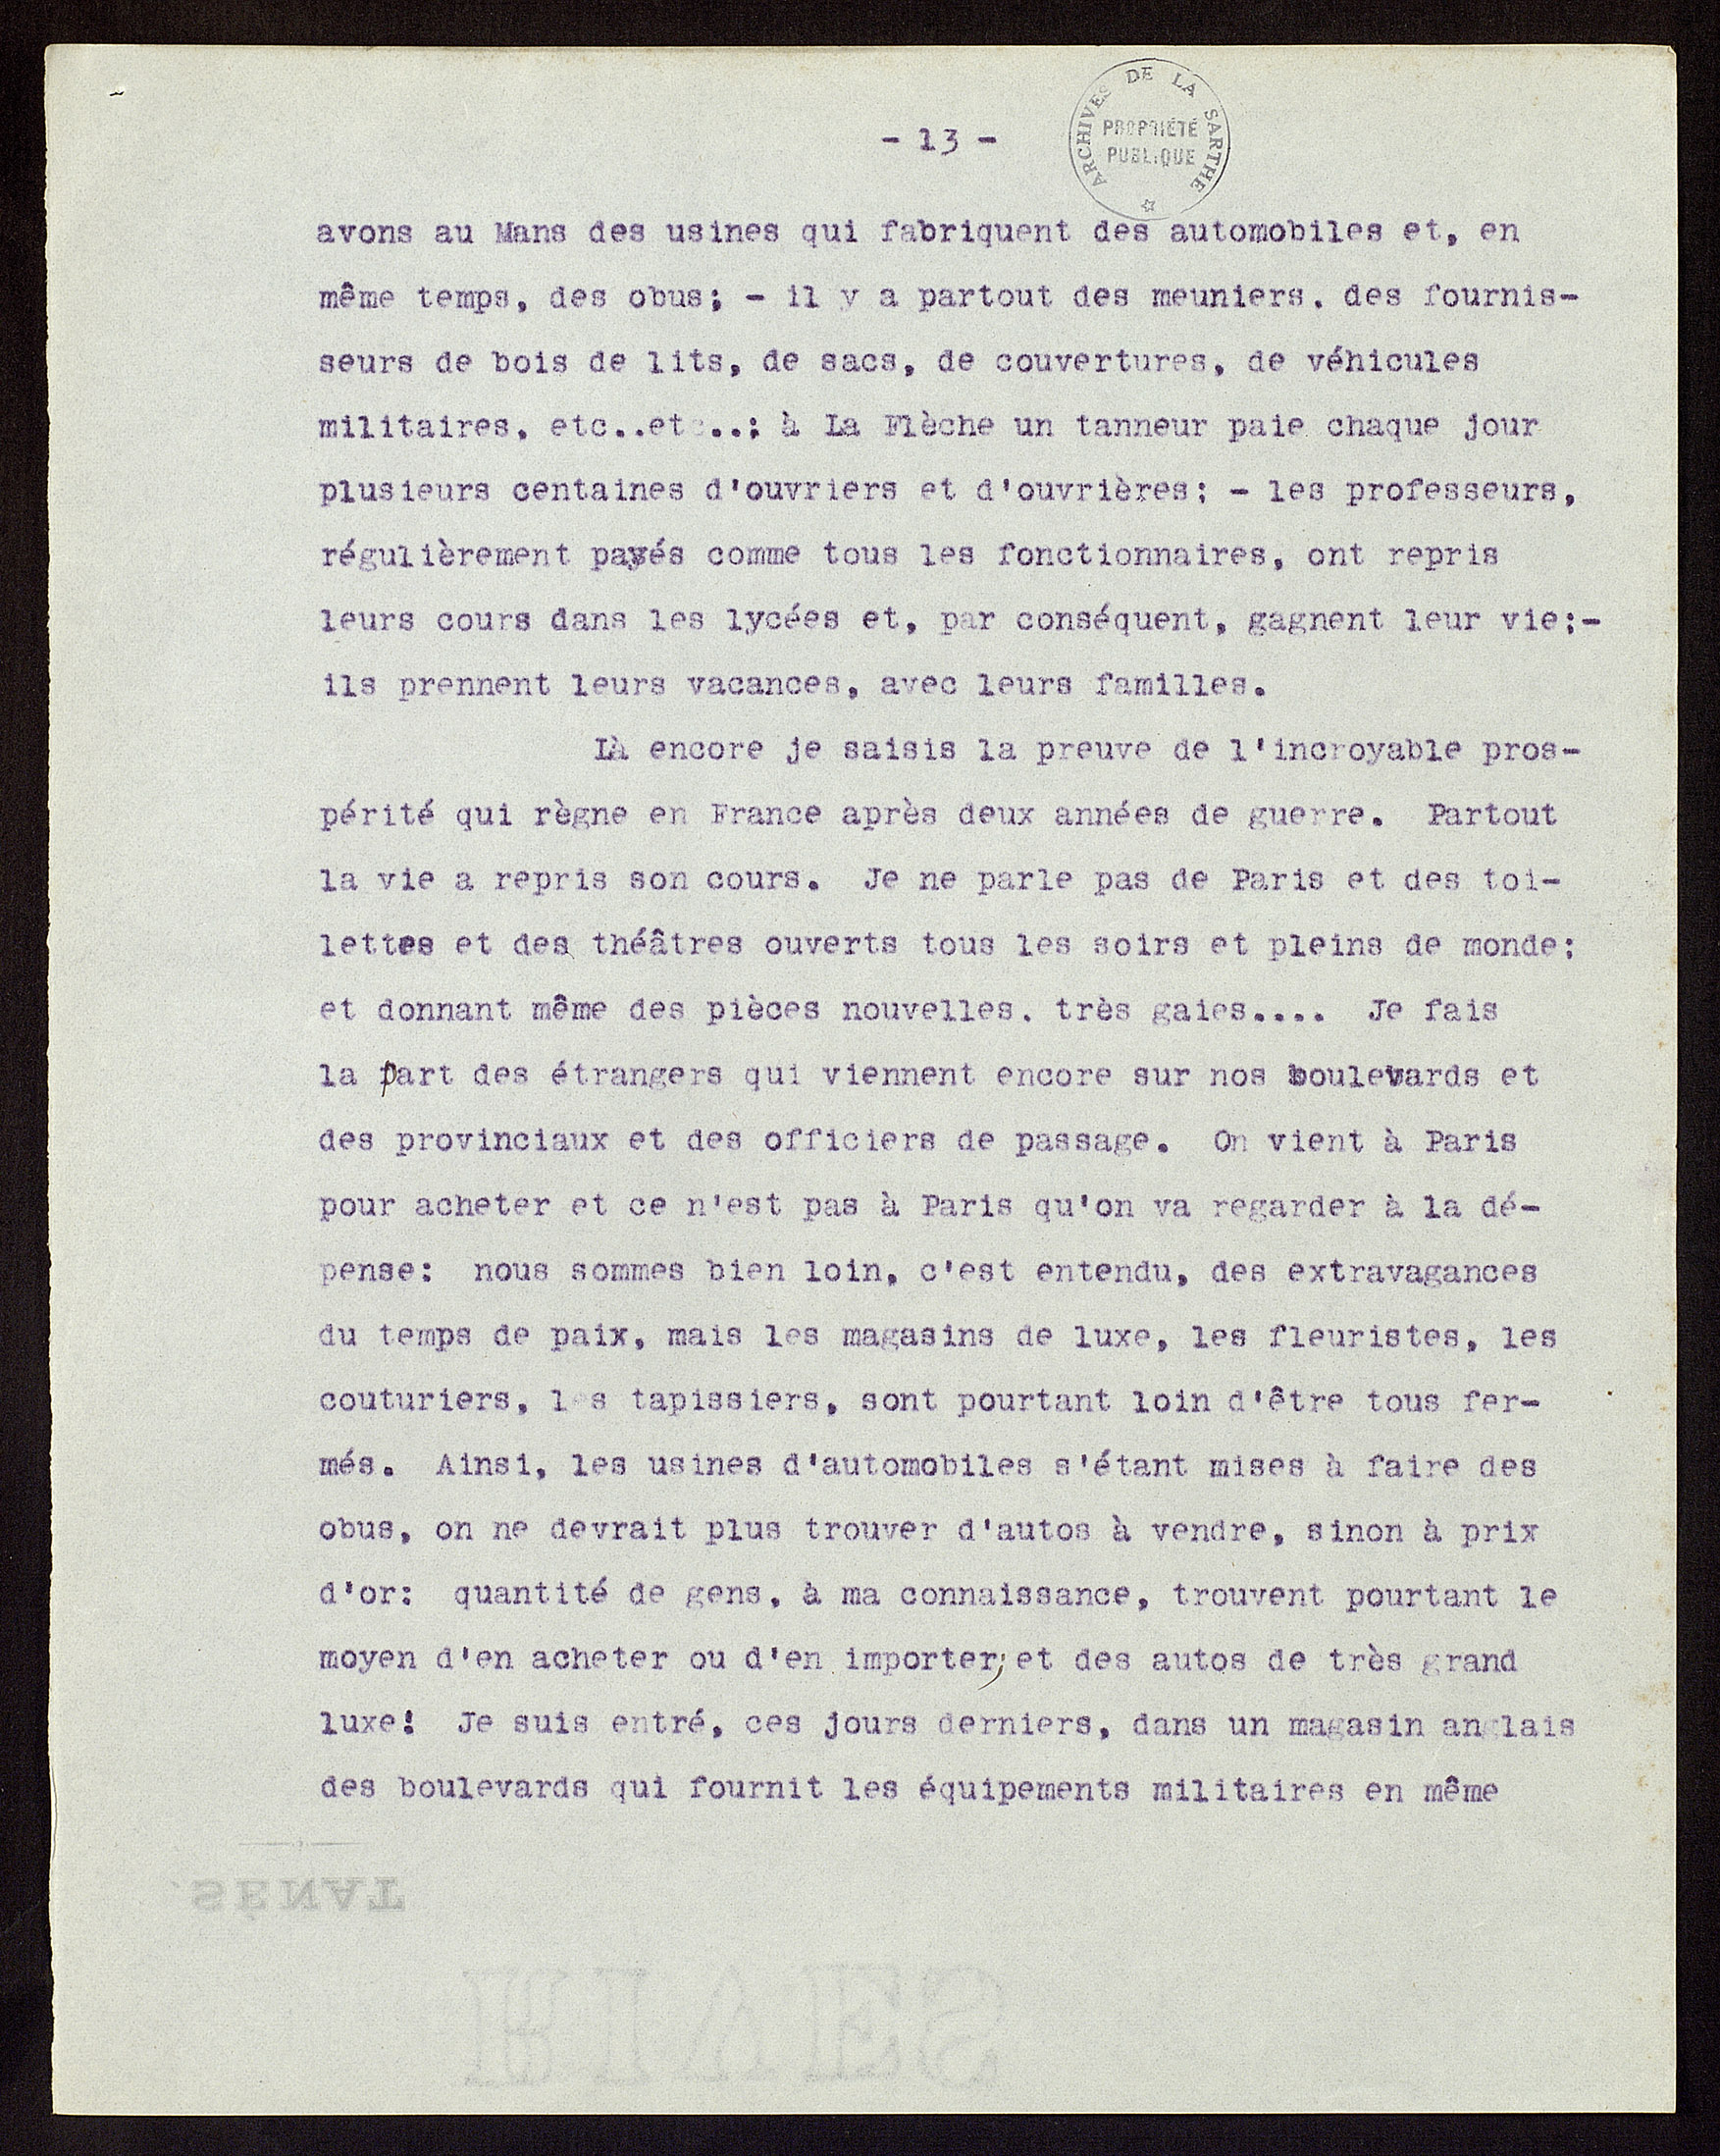 - 13 -
ARCHIVES DE LA SARTHE
PROPRIÉTÉ
PUBLIQUE
avons au Mans des usines qui fabriquent des automobiles et, en
même temps, des obus; - il y a partout des meuniers, des fournis-
seurs de bois de lits, de sacs, de couvertures, de véhicules
militaires, etc..etc..; à La Flèche un tanneur paie chaque jour
plusieurs centaines d'ouvriers et d'ouvrières; - les professeurs,
régulièrement payés comme tous les fonctionnaires, ont repris
leurs cours dans les lycées et, par conséquent, gagnent leur vie;-
ils prennent leurs vacances, avec leurs familles.
Là encore je saisis la preuve de l'incroyable pros-
périté qui règne en France après deux années de guerre. Partout
la vie a repris son cours. Je ne parle pas de Paris et des toi-
lettes et des théâtres ouverts tous les soirs et pleins de monde;
et donnant même des pièces nouvelles, très gaies.... Je fais
la part des étrangers qui viennent encore sur nos boulevards et
des provinciaux et des officiers de passage. On vient à Paris
pour acheter et ce n'est pas à Paris qu'on va regarder à la dé-
pense: nous sommes bien loin, c'est entendu, des extravagances
du temps de paix, mais les magasins de luxe, les fleuristes, les
couturiers, les tapissiers, sont pourtant loin d'être tous fer-
més. Ainsi, les usines d'automobiles s'étant mises à faire des
obus, on ne devrait plus trouver d'autos à vendre, sinon à prix
d'or: quantité de gens, à ma connaissance, trouvent pourtant le
moyen d'en acheter ou d'en importer; et des autos de très grand
luxe! Je suis entré, ces jours derniers, dans un magasin anglais
des boulevards qui fournit les équipements militaires en même
SÉNAT